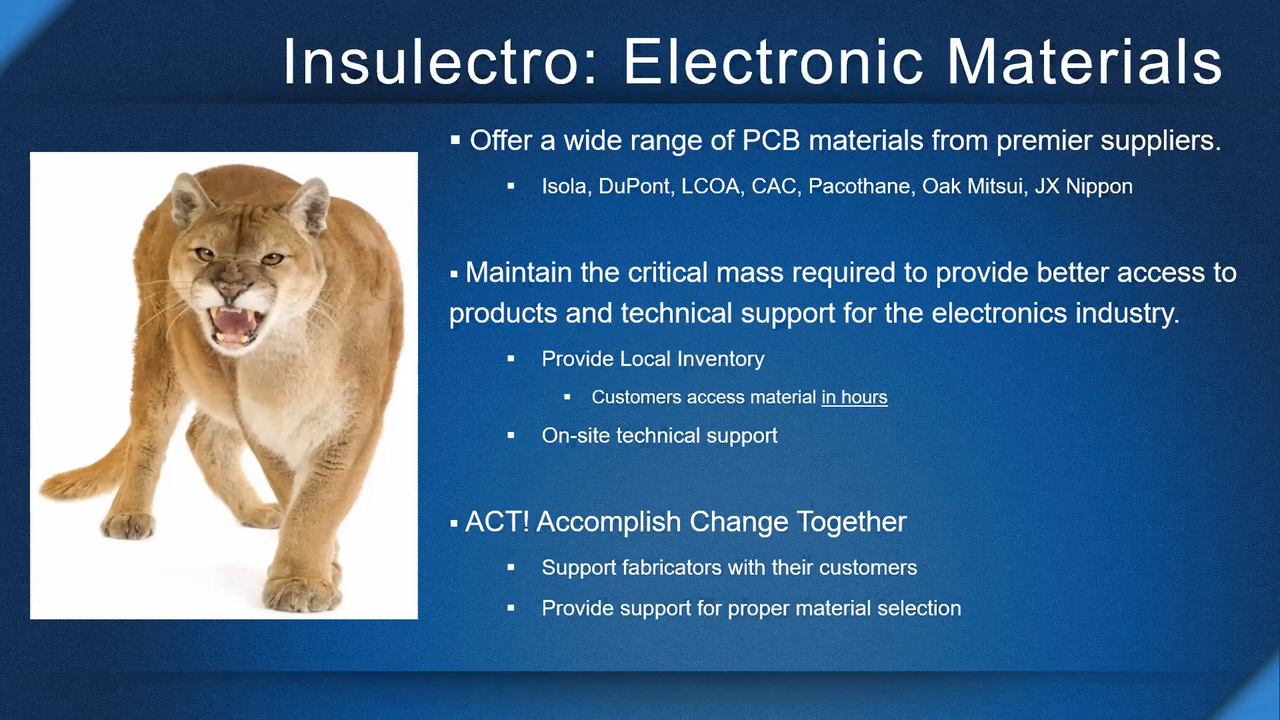 Insulectro: Electronic Materials
▪ Offer a wide range of PCB materials from premier suppliers.
▪ Isola, DuPont, LCOA, CAC, Pacothane, Oak Mitsui, JX Nippon
▪ Maintain the critical mass required to provide better access to
products and technical support for the electronics industry.
▪ Provide Local Inventory
▪ Customers access material in hours
▪ On-site technical support
▪ ACT! Accomplish Change Together
▪ Support fabricators with their customers
▪ Provide support for proper material selection